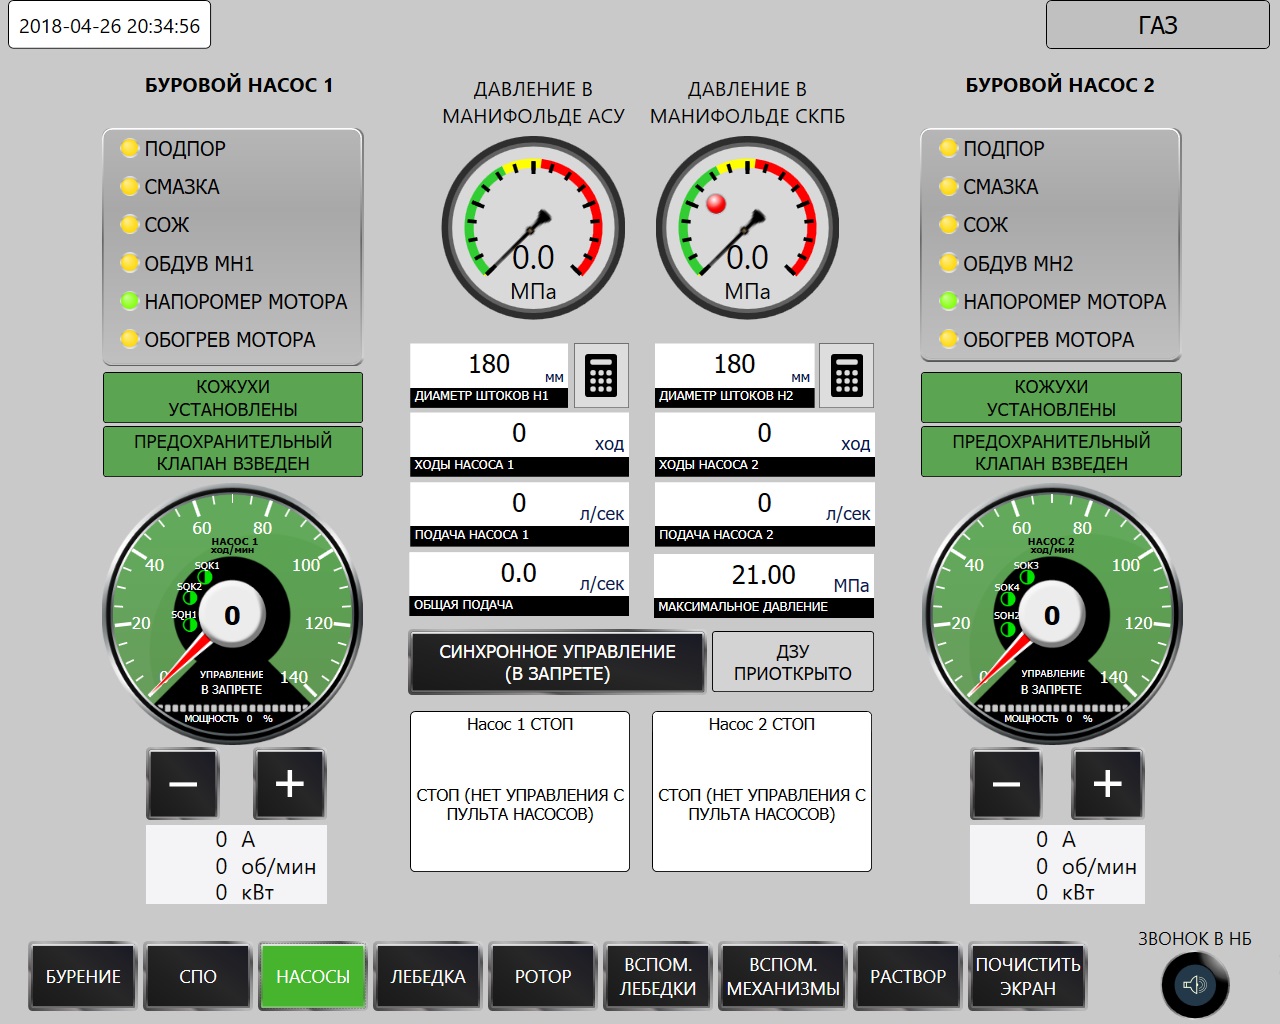 2018-04-26 20:34:56
ГАЗ
БУРОВОЙ НАСОС 1
ПОДПОР
СМАЗКА
СОЖ
ОБДУВ МН1
НАПОРОМЕР МОТОРА
ОБОГРЕВ МОТОРА
КОЖУХИ
УСТАНОВЛЕНЫ
ПРЕДОХРАНИТЕЛЬНЫЙ
КЛАПАН ВЗВЕДЕН
60 80
НАСОС 1
ход/мин
40 100
SQK1
SQK2
SQH1
20 0 120
0 140
УПРАВЛЕНИЕ
В ЗАПРЕТЕ
МОЩНОСТЬ 0 %
− +
0 А
0 об/мин
0 кВт
ДАВЛЕНИЕ В
МАНИФОЛЬДЕ АСУ
0.0
МПа
ДАВЛЕНИЕ В
МАНИФОЛЬДЕ СКПБ
0.0
МПа
180 мм
ДИАМЕТР ШТОКОВ Н1
180 мм
ДИАМЕТР ШТОКОВ Н2
0 ход
ХОДЫ НАСОСА 1
0 ход
ХОДЫ НАСОСА 2
0 л/сек
ПОДАЧА НАСОСА 1
0 л/сек
ПОДАЧА НАСОСА 2
0.0 л/сек
ОБЩАЯ ПОДАЧА
21.00 МПа
МАКСИМАЛЬНОЕ ДАВЛЕНИЕ
СИНХРОННОЕ УПРАВЛЕНИЕ
(В ЗАПРЕТЕ)
ДЗУ
ПРИОТКРЫТО
Насос 1 СТОП
СТОП (НЕТ УПРАВЛЕНИЯ С
ПУЛЬТА НАСОСОВ)
Насос 2 СТОП
СТОП (НЕТ УПРАВЛЕНИЯ С
ПУЛЬТА НАСОСОВ)
БУРОВОЙ НАСОС 2
ПОДПОР
СМАЗКА
СОЖ
ОБДУВ МН2
НАПОРОМЕР МОТОРА
ОБОГРЕВ МОТОРА
КОЖУХИ
УСТАНОВЛЕНЫ
ПРЕДОХРАНИТЕЛЬНЫЙ
КЛАПАН ВЗВЕДЕН
60 80
НАСОС 2
ход/мин
40 100
SQK3
SQK4
SOH2
20 0 120
0 140
УПРАВЛЕНИЕ
В ЗАПРЕТЕ
МОЩНОСТЬ 0 %
− +
0 А
0 об/мин
0 кВт
БУРЕНИЕ
СПО
НАСОСЫ
ЛЕБЕДКА
РОТОР
ВСПОМ.
ЛЕБЕДКИ
ВСПОМ.
МЕХАНИЗМЫ
РАСТВОР
ПОЧИСТИТЬ
ЭКРАН
ЗВОНОК В НБ